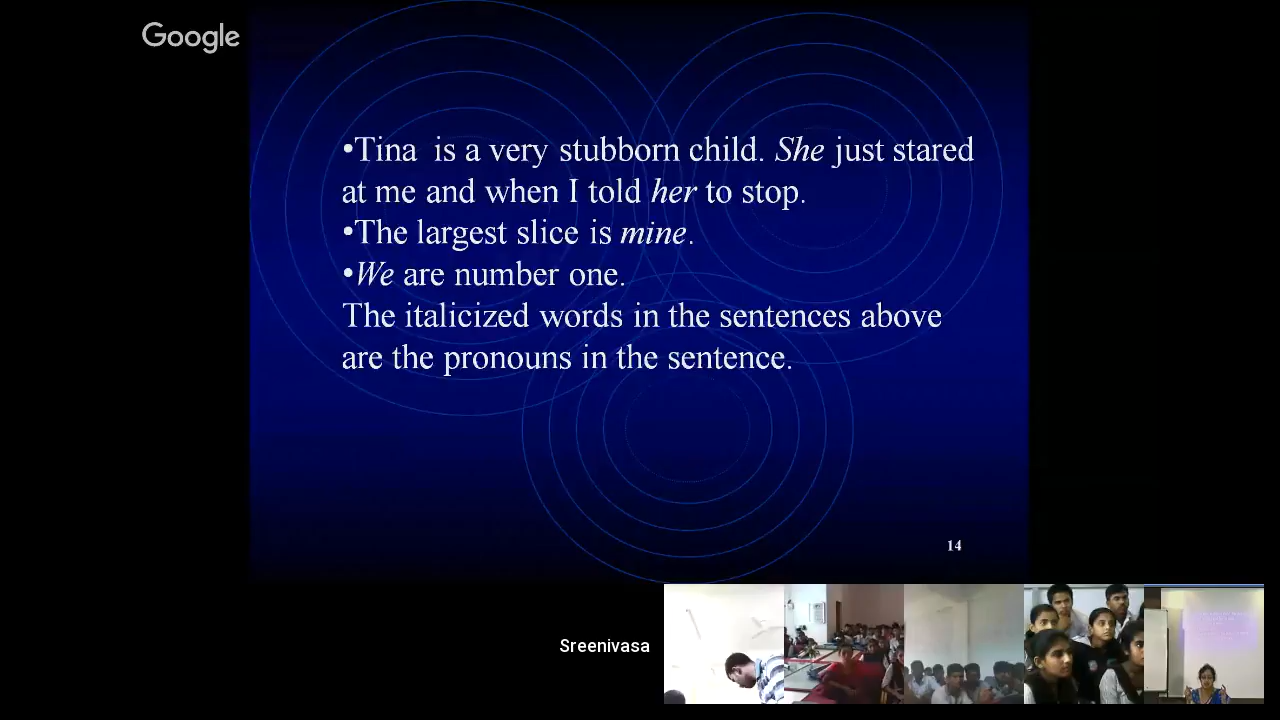 Google
•Tina is a very stubborn child. She just stared
at me and when I told her to stop.
•The largest slice is mine.
•We are number one.
The italicized words in the sentences above
are the pronouns in the sentence.
14
Sreenivasa